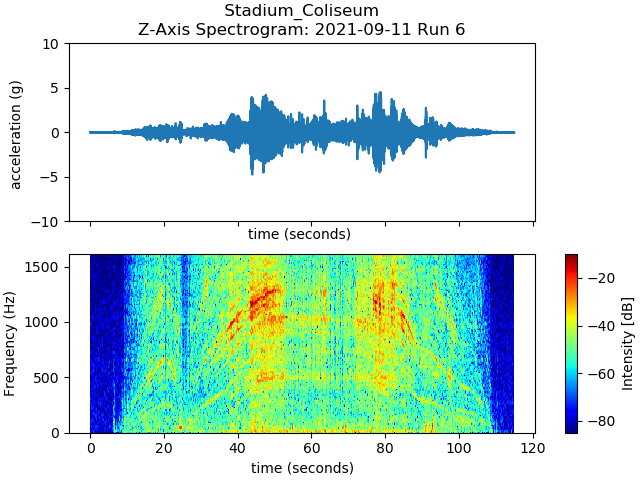 Stadium_Coliseum
Z-Axis Spectrogram: 2021-09-11 Run 6
10
5
0
−5
−10
acceleration (g)
time (seconds)
1500
1000
500
0
Frequency (Hz)
0 20 40 60 80 100 120
time (seconds)
−20
−40
−60
−80
Intensity [dB]